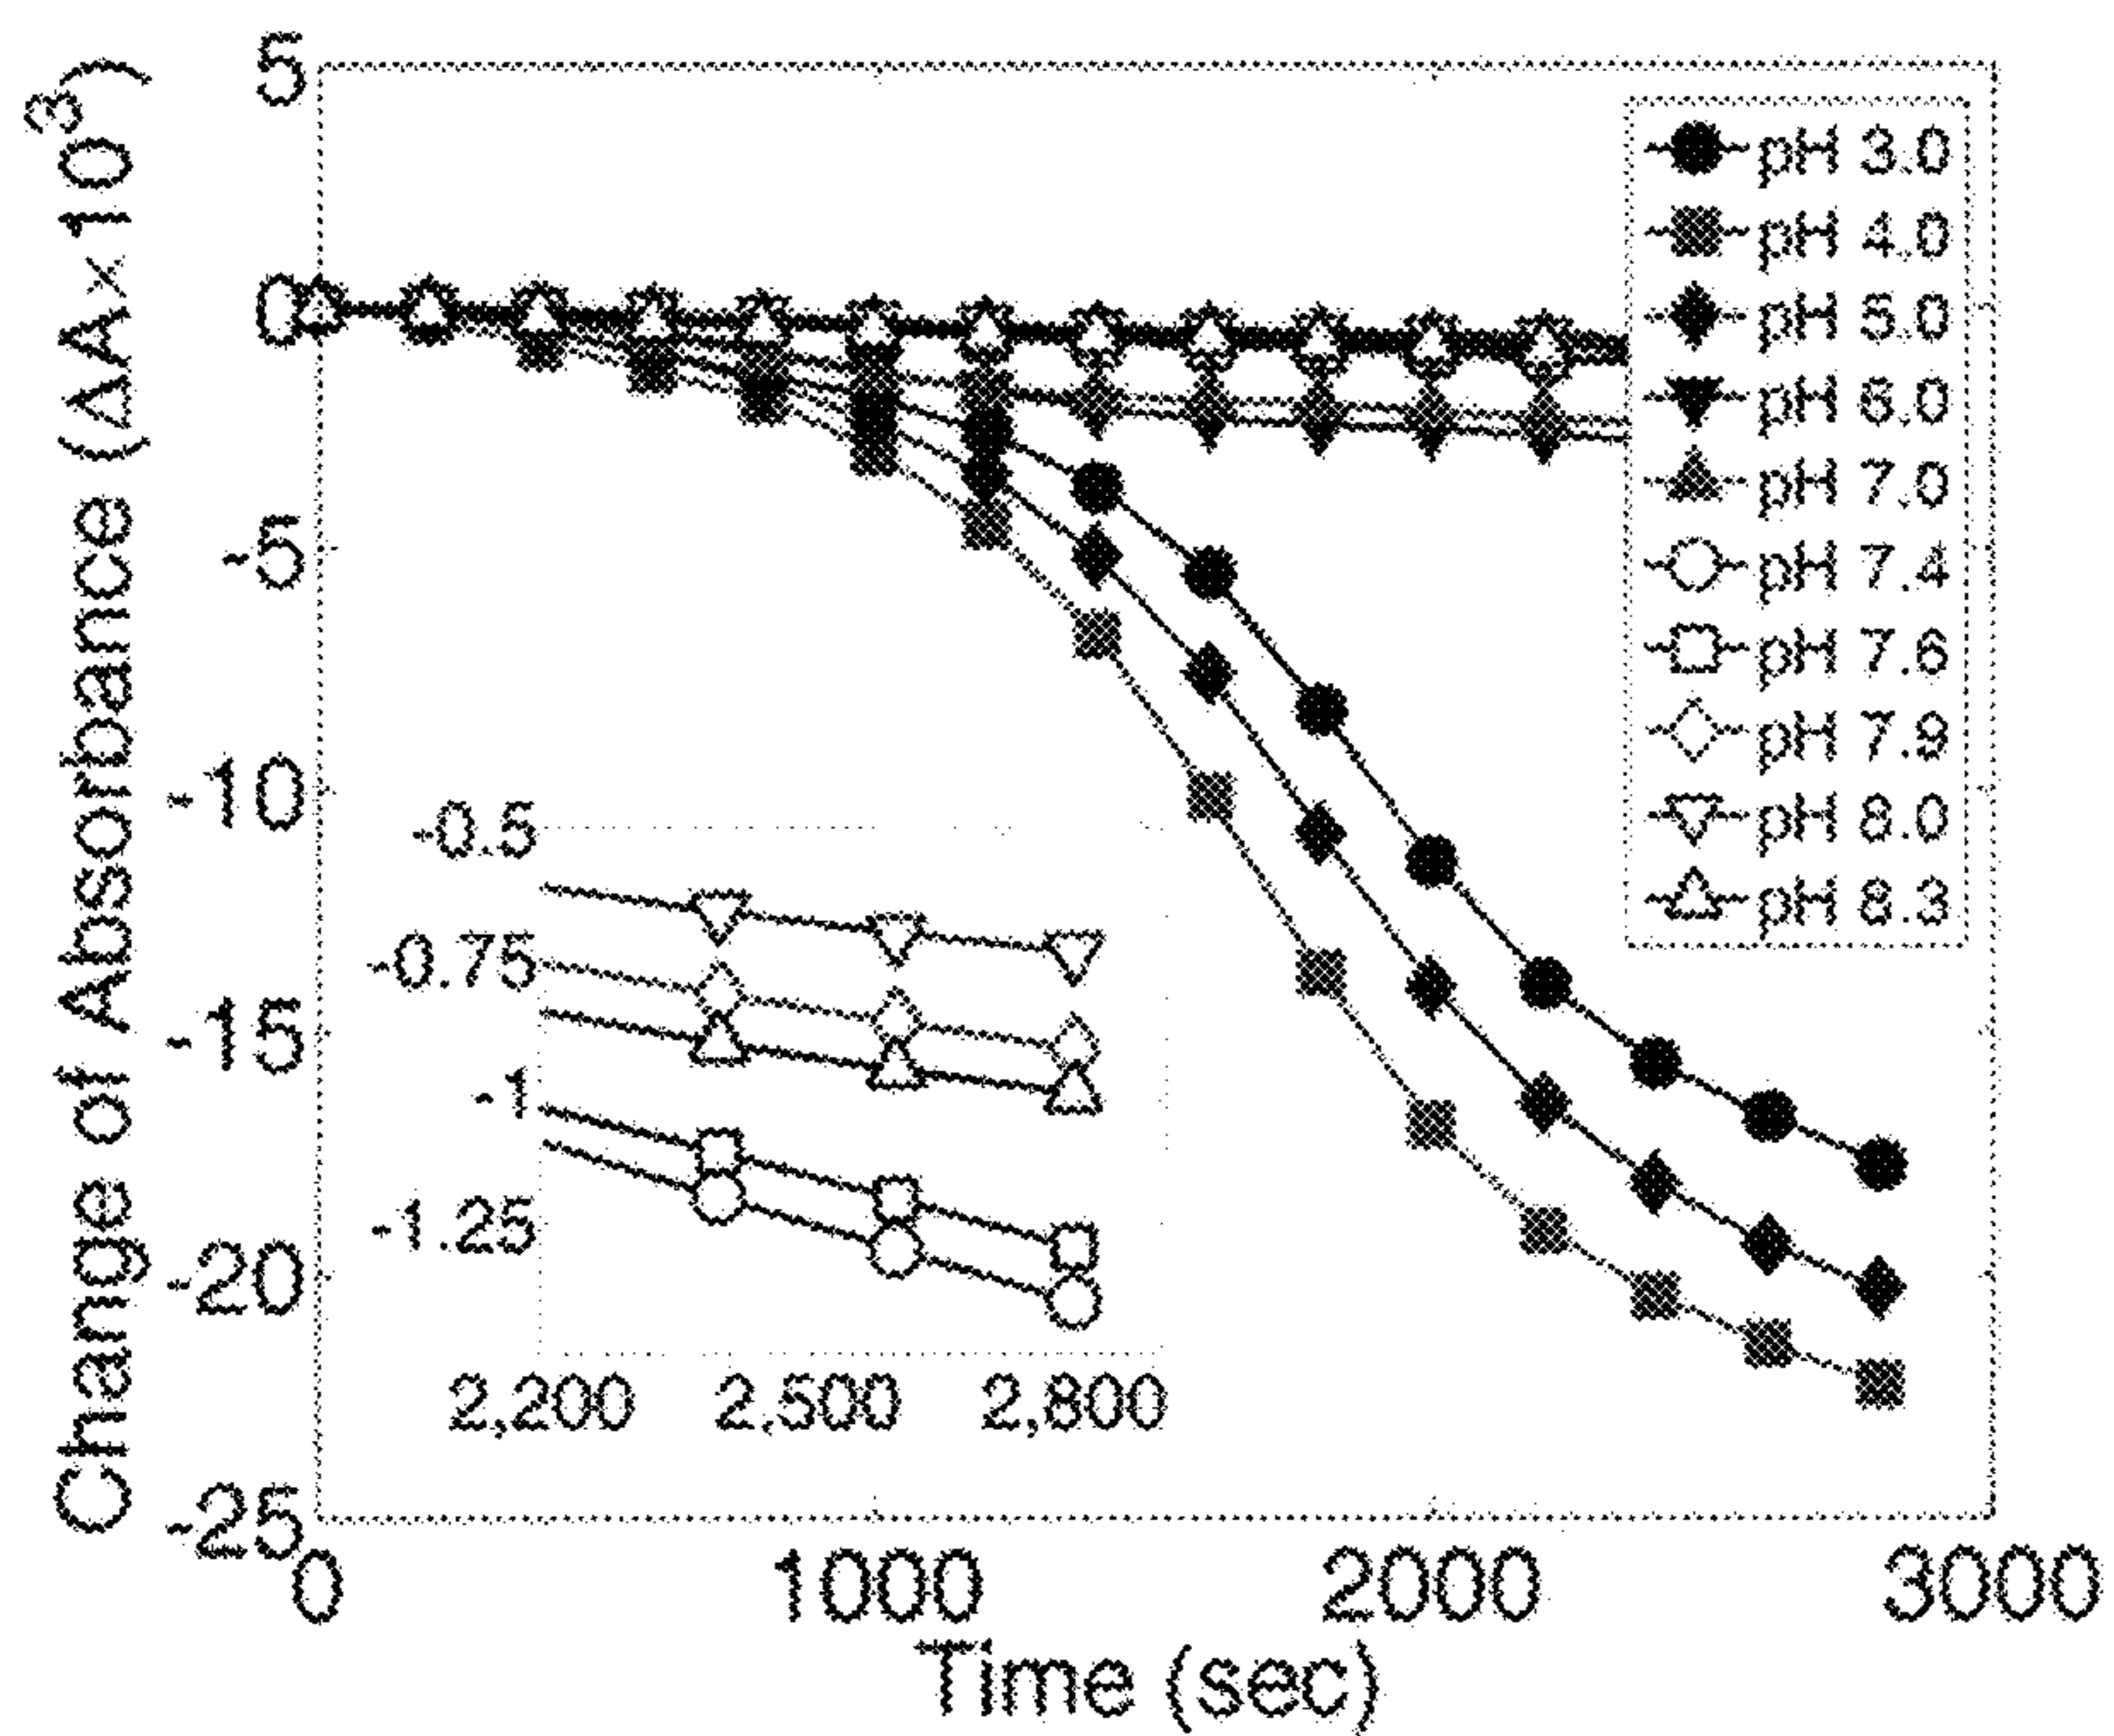 Change of Absorbance (ΔA×10³)
5
0
-5
-10
-15
-20
-25
pH 3.0
pH 4.0
pH 5.0
pH 6.0
pH 7.0
pH 7.4
pH 7.6
pH 7.9
pH 8.0
pH 8.3
-0.5
-0.75
-1
-1.25
2,200 2,500 2,800
0 1000 2000 3000
Time (sec)